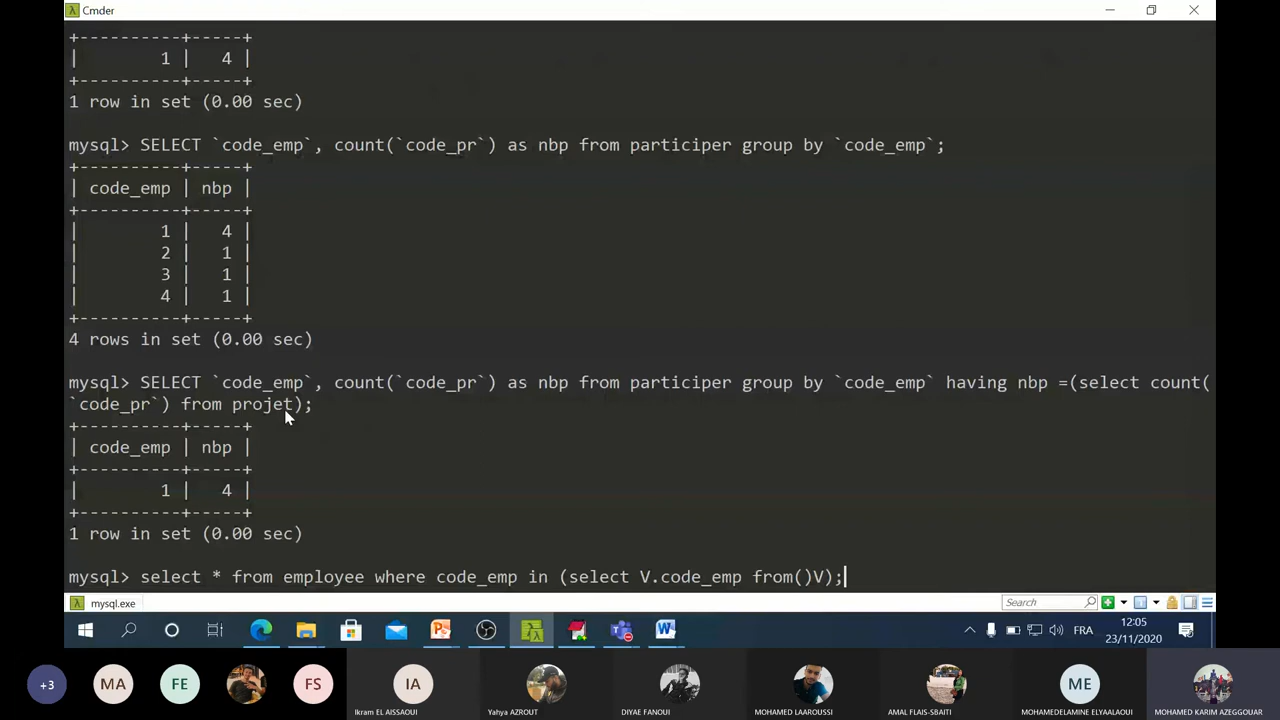 Cmder
+----------+-----+
| 1 | 4 |
+----------+-----+
1 row in set (0.00 sec)
mysql> SELECT `code_emp`, count(`code_pr`) as nbp from participer group by `code_emp`;
+----------+-----+
| code_emp | nbp |
+----------+-----+
| 1 | 4 |
| 2 | 1 |
| 3 | 1 |
| 4 | 1 |
+----------+-----+
4 rows in set (0.00 sec)
mysql> SELECT `code_emp`, count(`code_pr`) as nbp from participer group by `code_emp` having nbp =(select count(
`code_pr`) from projet);
+----------+-----+
| code_emp | nbp |
+----------+-----+
| 1 | 4 |
+----------+-----+
1 row in set (0.00 sec)
mysql> select * from employee where code_emp in (select V.code_emp from()V);
mysql.exe Search
FRA 12:05
23/11/2020
+3 MA FE FS IA ME
Ikram EL AISSAOUI Yahya AZROUT DIYAE FANOUI MOHAMED LAAROUSSI AMAL FLAIS-SBAITI MOHAMEDELAMINE ELYAALAOUI MOHAMED KARIM AZEGGOUAR